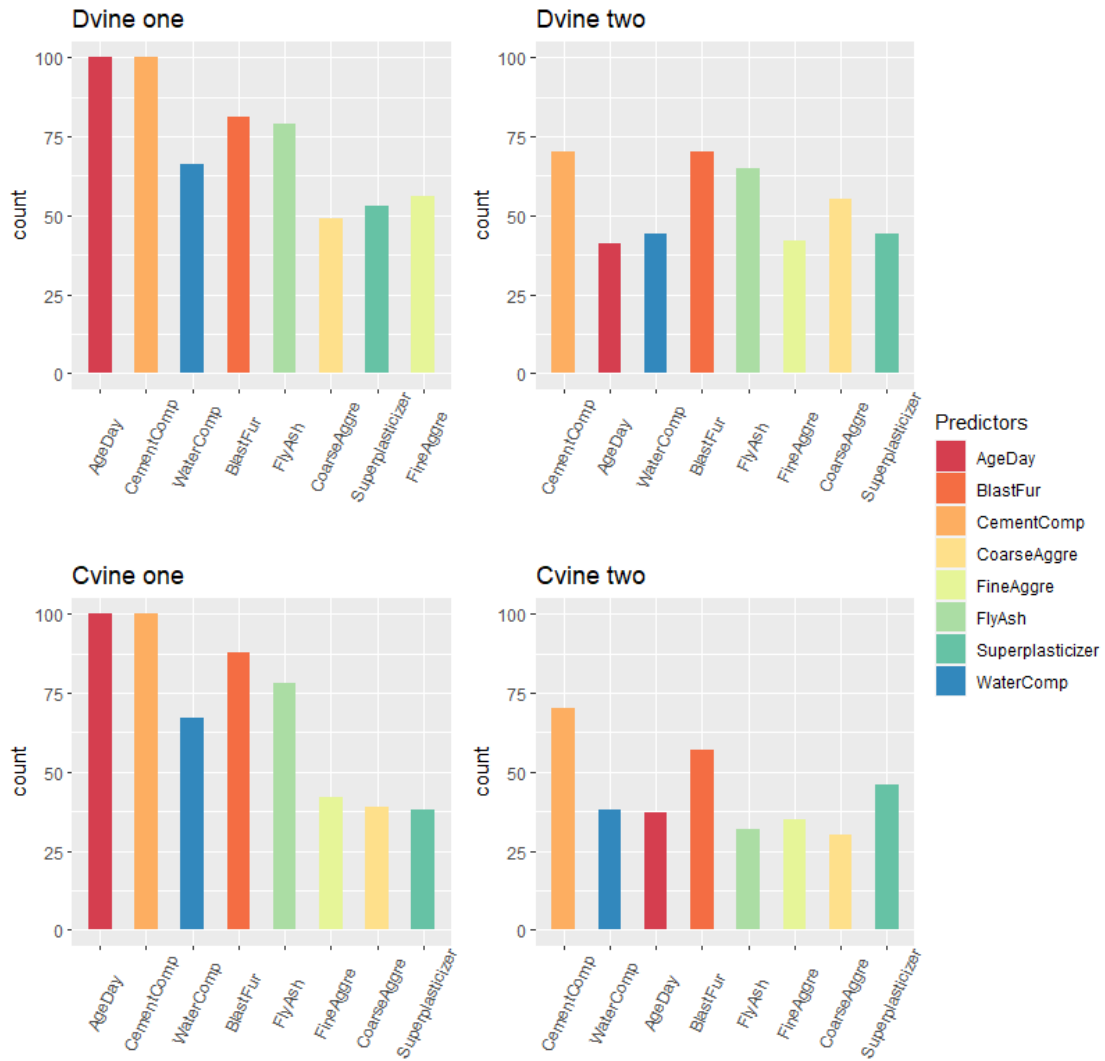 Dvine one
count
100
75
50
25
0
AgeDay
CementComp
WaterComp
BlastFur
FlyAsh
CoarseAggre
Superplasticizer
FineAggre
Dvine two
count
100
75
50
25
0
CementComp
AgeDay
WaterComp
BlastFur
FlyAsh
FineAggre
CoarseAggre
Superplasticizer
Cvine one
count
100
75
50
25
0
AgeDay
CementComp
WaterComp
BlastFur
FlyAsh
FineAggre
CoarseAggre
Superplasticizer
Cvine two
count
100
75
50
25
0
CementComp
WaterComp
AgeDay
BlastFur
FlyAsh
FineAggre
CoarseAggre
Superplasticizer
Predictors
AgeDay
BlastFur
CementComp
CoarseAggre
FineAggre
FlyAsh
Superplasticizer
WaterComp